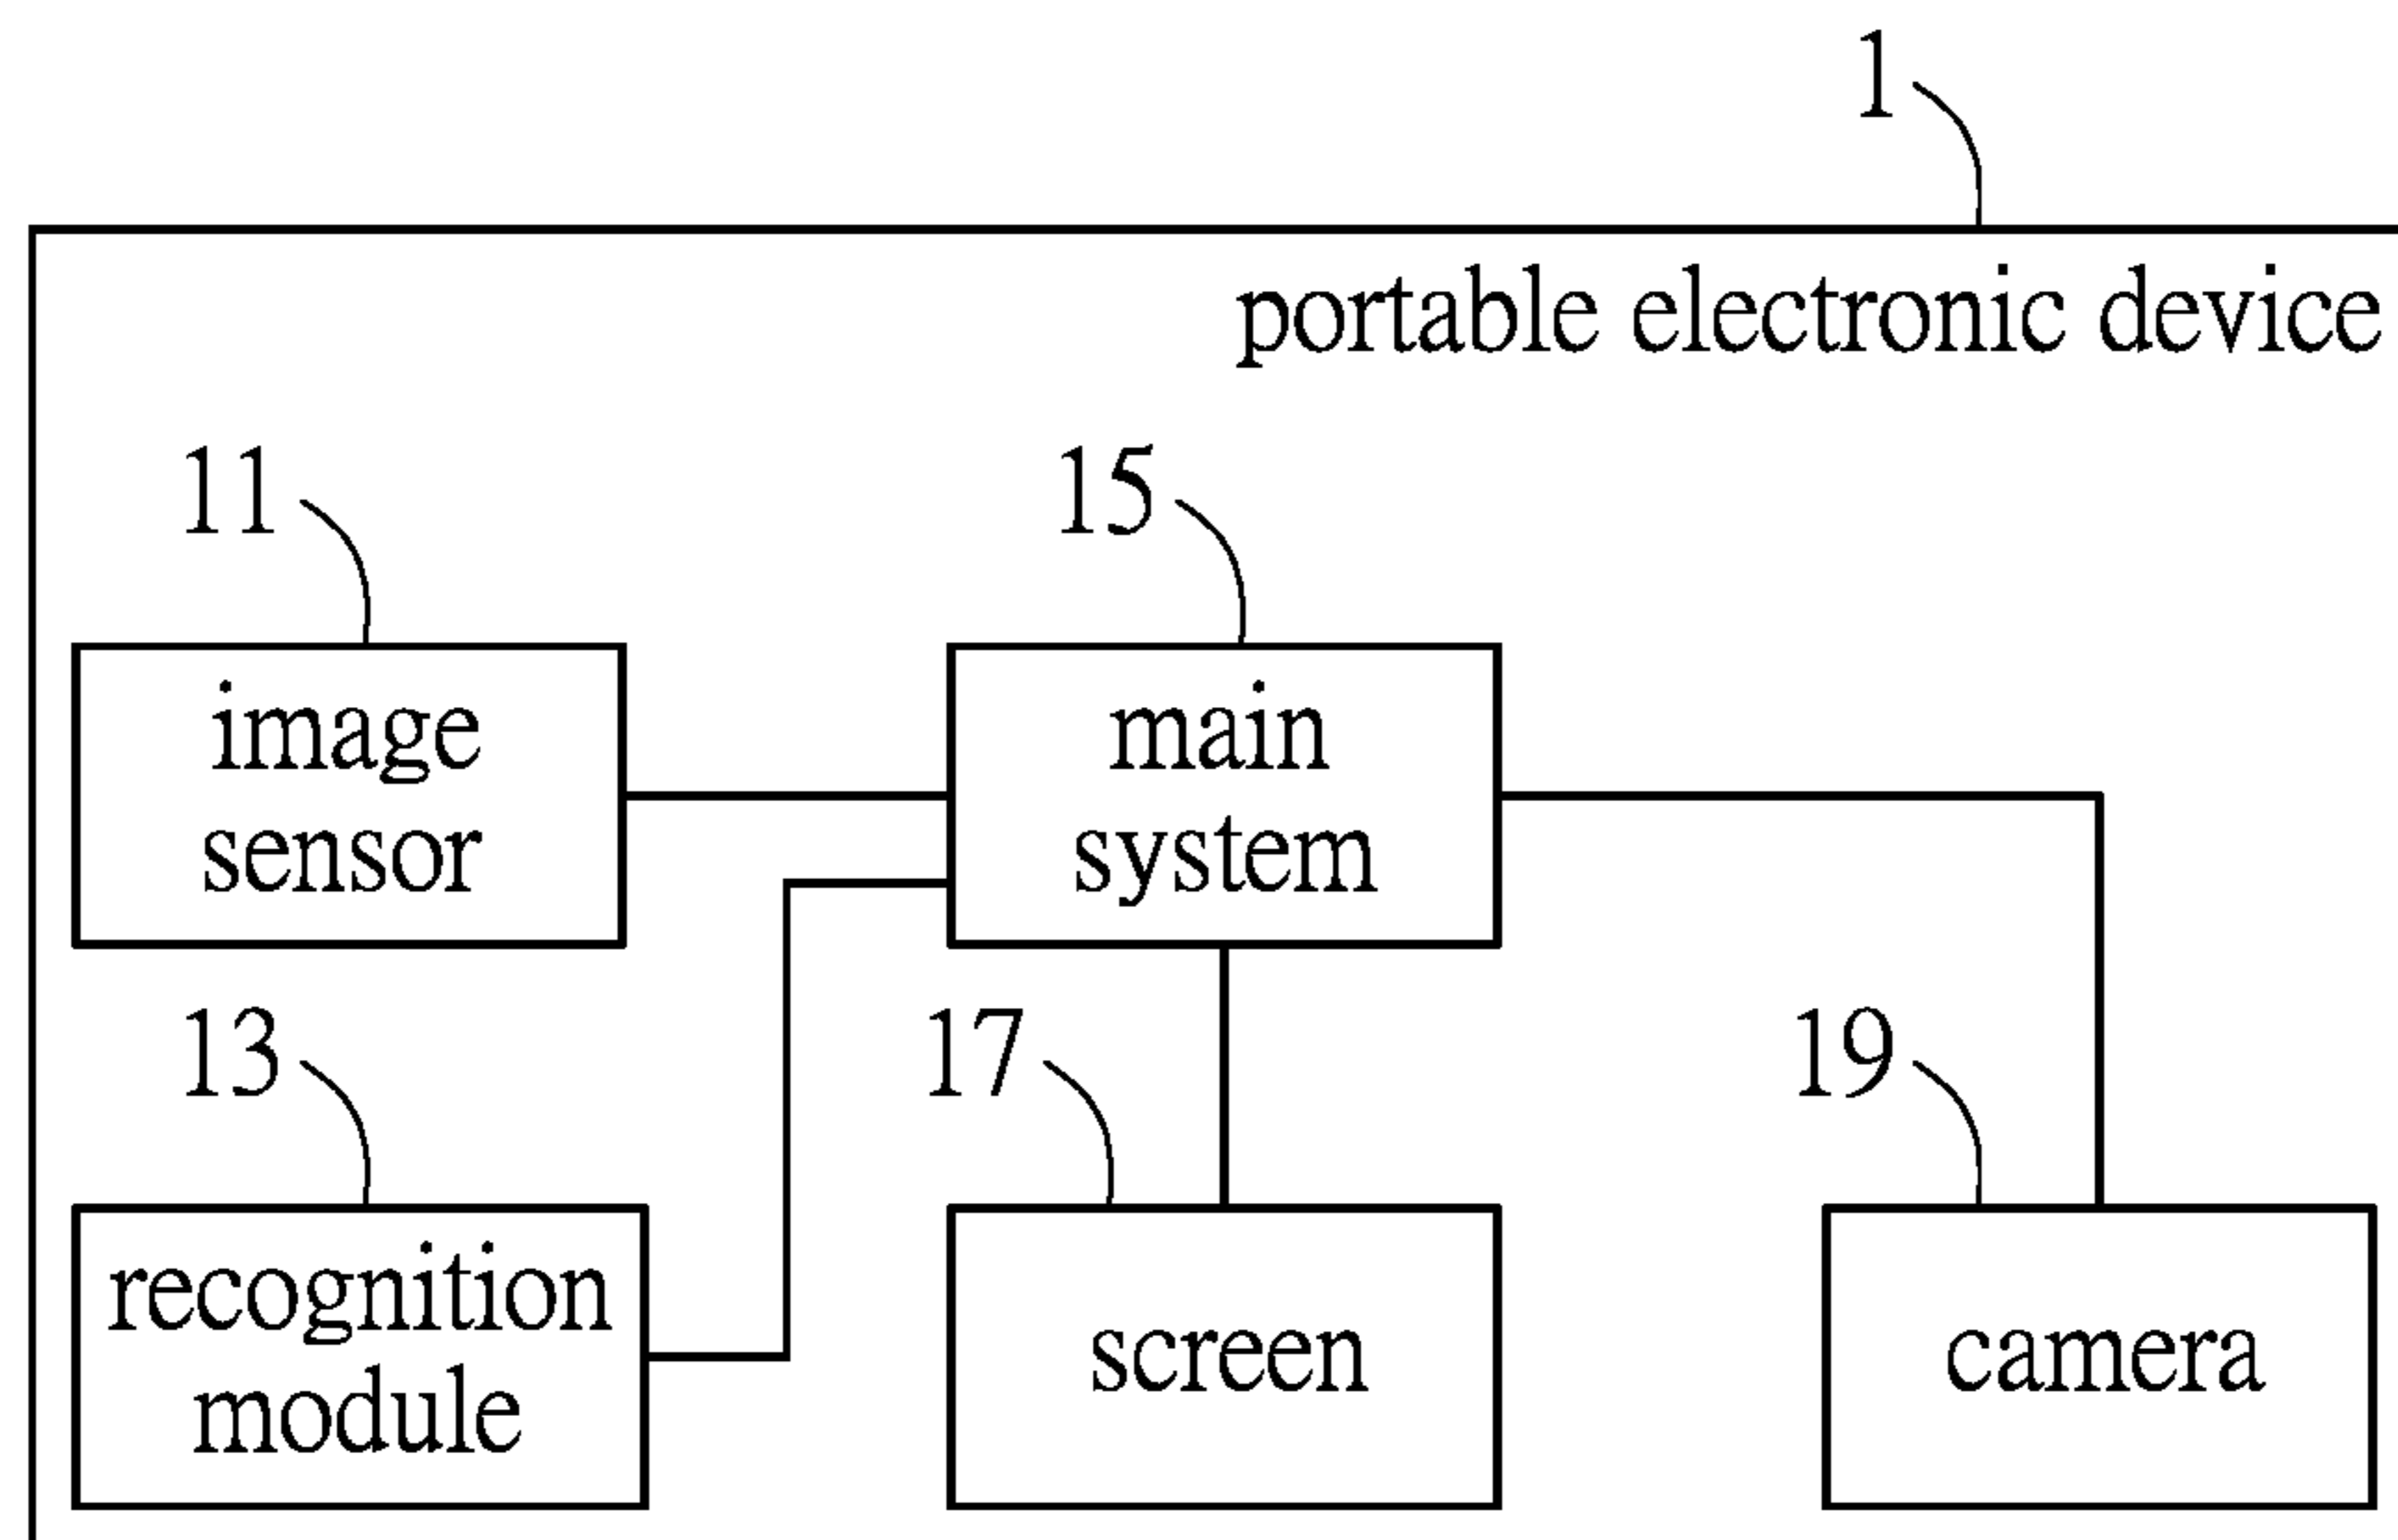 1
portable electronic device
11
15
image
sensor
main
system
13
17
19
recognition
module
screen
camera